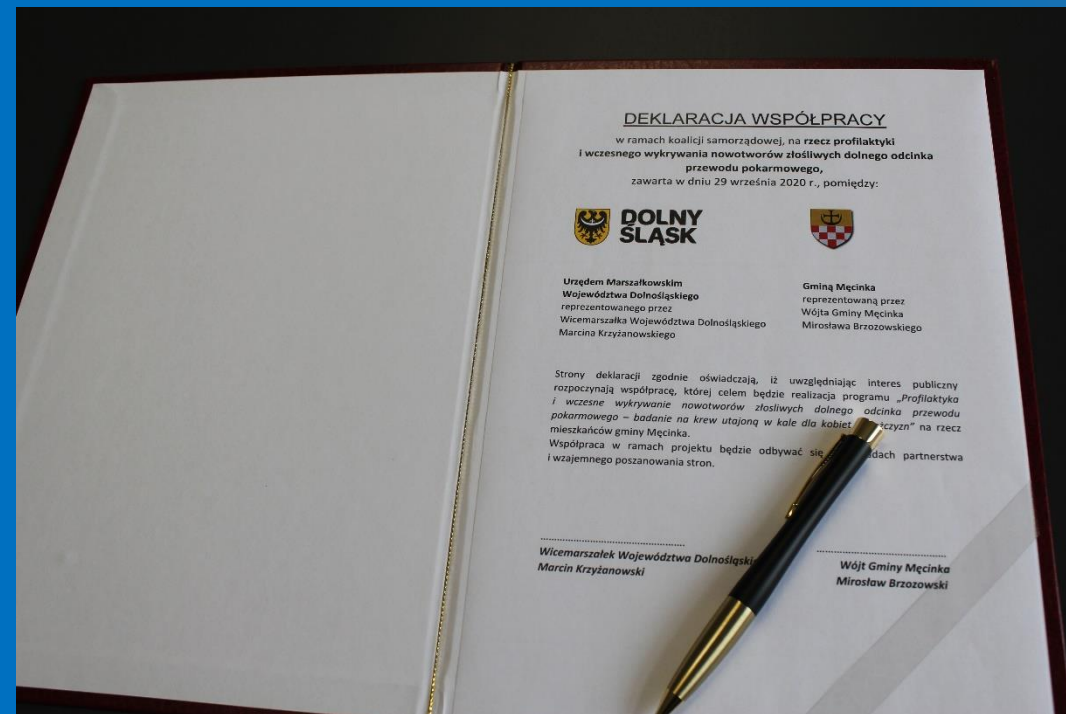 DEKLARACJA WSPÓŁPRACY
w ramach koalicji samorządowej, na rzecz profilaktyki
i wczesnego wykrywania nowotworów złośliwych dolnego odcinka
przewodu pokarmowego,
zawarta w dniu 29 września 2020 r., pomiędzy:
DOLNY
ŚLĄSK
Urzędem Marszałkowskim
Województwa Dolnośląskiego
reprezentowanego przez
Wicemarszałka Województwa Dolnośląskiego
Marcina Krzyżanowskiego
Gminą Męcinka
reprezentowaną przez
Wójta Gminy Męcinka
Mirosława Brzozowskiego
Strony deklaracji zgodnie oświadczają, iż uwzględniając interes publiczny
rozpoczynają współpracę, której celem będzie realizacja programu „Profilaktyka
i wczesne wykrywanie nowotworów złośliwych dolnego odcinka przewodu
pokarmowego – badanie na krew utajoną w kale dla kobiet" na rzecz
mieszkańców gminy Męcinka.
Współpraca w ramach projektu będzie odbywać się partnerstwa
i wzajemnego poszanowania stron.
Wicemarszałek Województwa
Marcin Krzyżanowski
Wójt Gminy Męcinka
Mirosław Brzozowski